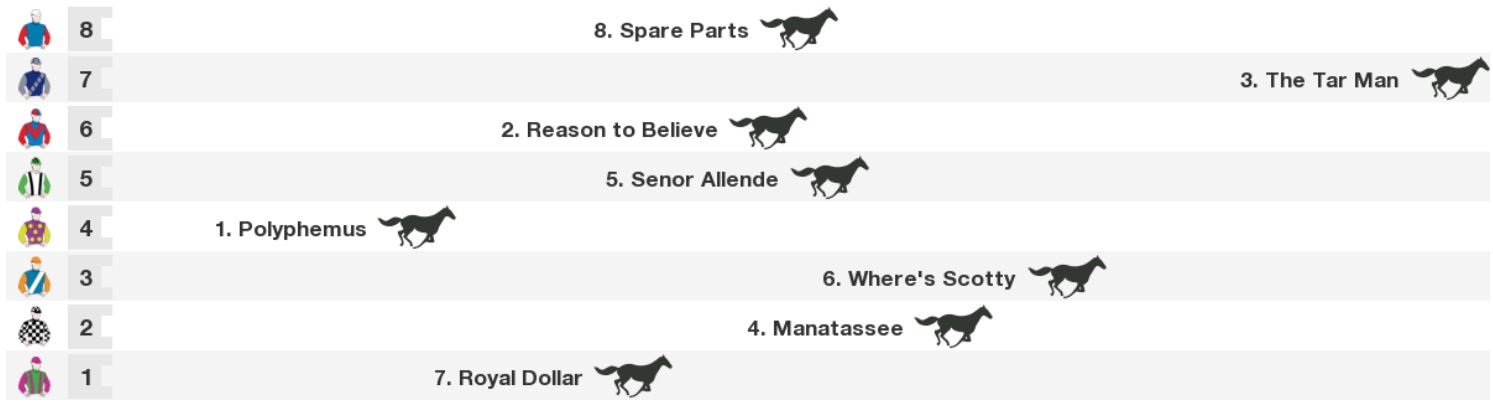 8 8. Spare Parts
7 3. The Tar Man
6 2. Reason to Believe
5 5. Senor Allende
4 1. Polyphemus
3 6. Where's Scotty
2 4. Manatassee
1 7. Royal Dollar